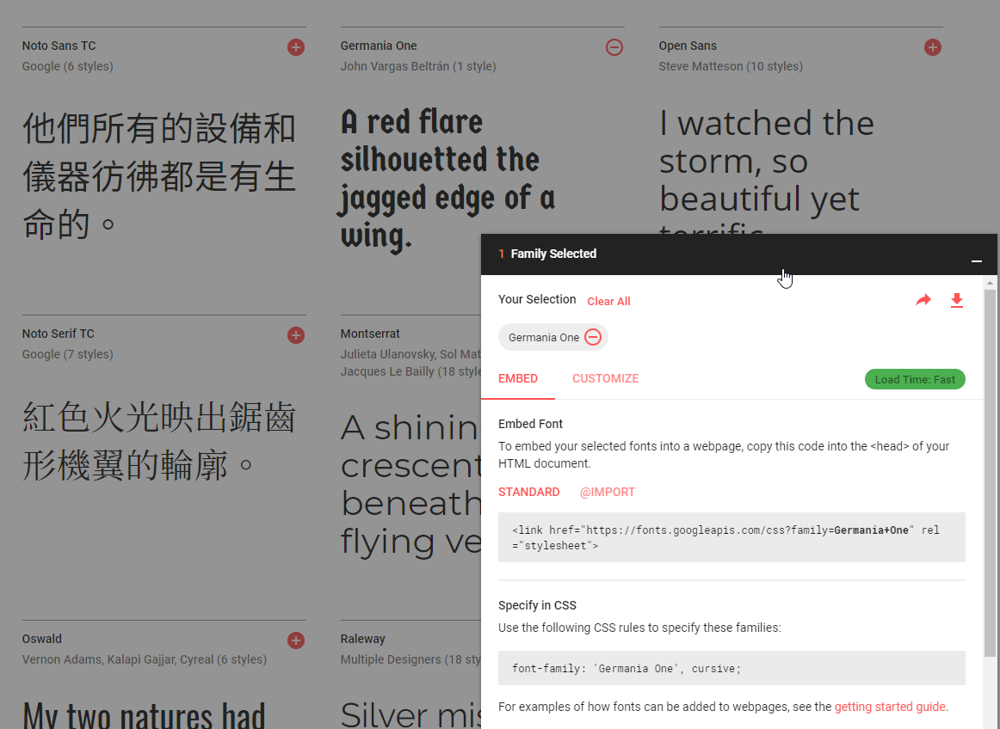 Noto Sans TC
Google (6 styles)
他們所有的設備和
儀器彷彿都是有生
命的。
Germania One
John Vargas Beltrán (1 style)
A red flare
silhouetted the
jagged edge of a
wing.
Open Sans
Steve Matteson (10 styles)
I watched the
storm, so
beautiful yet
terrific.
Noto Serif TC
Google (7 styles)
紅色火光映出鋸齒
形機翼的輪廓。
Montserrat
Julieta Ulanovsky, Sol Mat
Jacques Le Bailly (18 style
A shinin
crescent
beneath
flying ve
Oswald
Vernon Adams, Kalapi Gajjar, Cyreal (6 styles)
My two natures had
Raleway
Multiple Designers (18 sty
Silver mis
1 Family Selected
Your Selection Clear All
Germania One
EMBED CUSTOMIZE Load Time: Fast
Embed Font
To embed your selected fonts into a webpage, copy this code into the <head> of your
HTML document.
STANDARD @IMPORT
<link href="https://fonts.googleapis.com/css?family=Germania+One" rel
="stylesheet">
Specify in CSS
Use the following CSS rules to specify these families:
font-family: 'Germania One', cursive;
For examples of how fonts can be added to webpages, see the getting started guide.